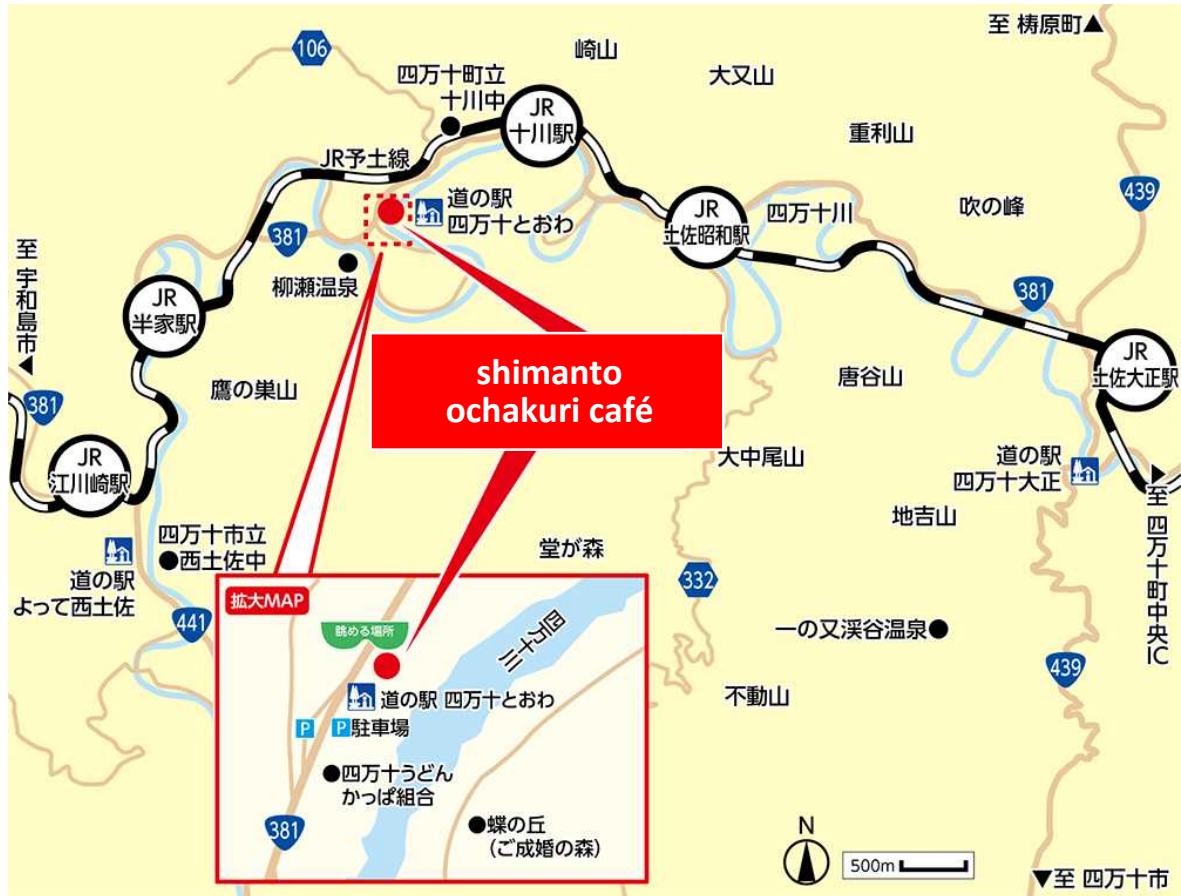 至 梼原町▲
106
崎山
大又山
四万十町立
十川中
JR
十川駅
重利山
JR予土線
439
道の駅
四万十とおわ
JR
土佐昭和駅
四万十川
吹の峰
381
柳瀬温泉
至 宇和島市
▲
JR
半家駅
381
JR
土佐大正駅
shimanto
ochakuri café
鷹の巣山
唐谷山
381
JR
江川崎駅
大中尾山
道の駅
四万十大正
地吉山
至 四万十町中央IC
四万十市立
西土佐中
道の駅
よって西土佐
堂が森
332
441
拡大MAP
眺める場所
四万十川
道の駅 四万十とおわ
P
P 駐車場
四万十うどん
かっぱ組合
381
蝶の丘
(ご成婚の森)
一の又渓谷温泉
439
不動山
N
500m
▼至 四万十市